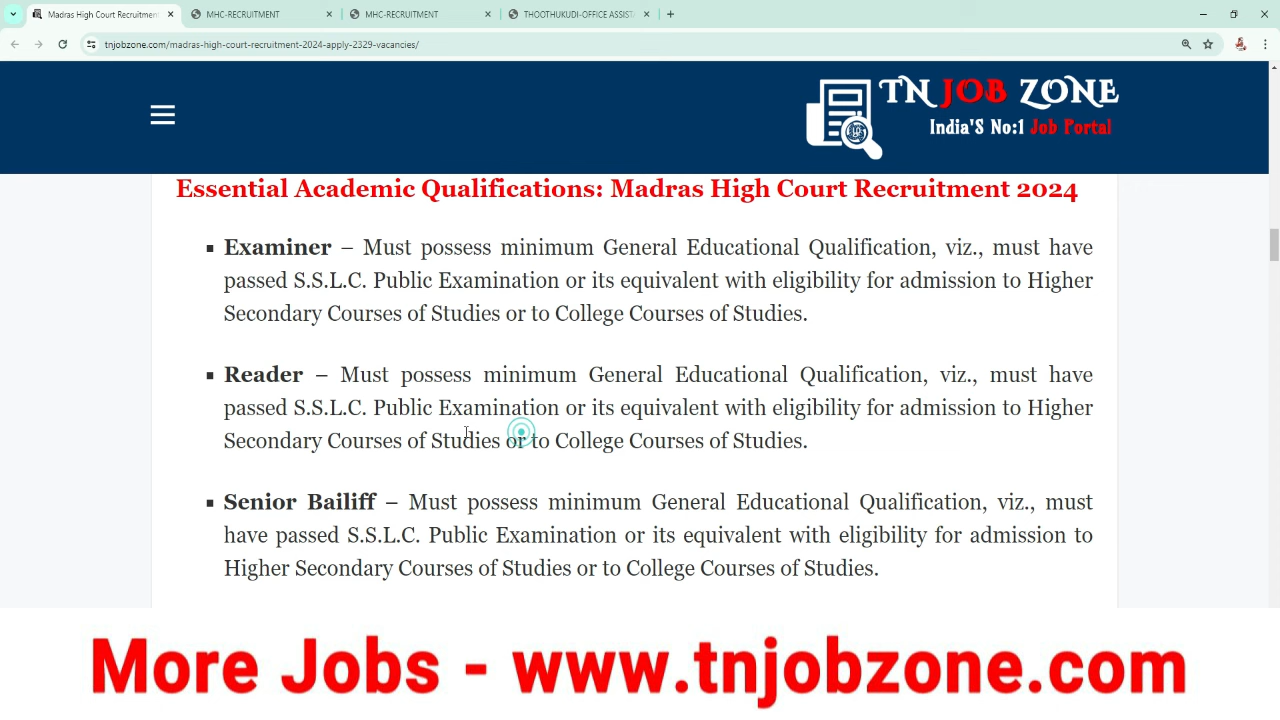 Madras High Court Recruitment
MHC-RECRUITMENT
MHC-RECRUITMENT
THOOTHUKUDI-OFFICE ASSIST
tnjobzone.com/madras-high-court-recruitment-2024-apply-2329-vacancies/
TN JOB ZONE
India'S No:1 Job Portal
Essential Academic Qualifications: Madras High Court Recruitment 2024
Examiner – Must possess minimum General Educational Qualification, viz., must have
passed S.S.L.C. Public Examination or its equivalent with eligibility for admission to Higher
Secondary Courses of Studies or to College Courses of Studies.
Reader – Must possess minimum General Educational Qualification, viz., must have
passed S.S.L.C. Public Examination or its equivalent with eligibility for admission to Higher
Secondary Courses of Studies or to College Courses of Studies.
Senior Bailiff – Must possess minimum General Educational Qualification, viz., must
have passed S.S.L.C. Public Examination or its equivalent with eligibility for admission to
Higher Secondary Courses of Studies or to College Courses of Studies.
More Jobs - www.tnjobzone.com